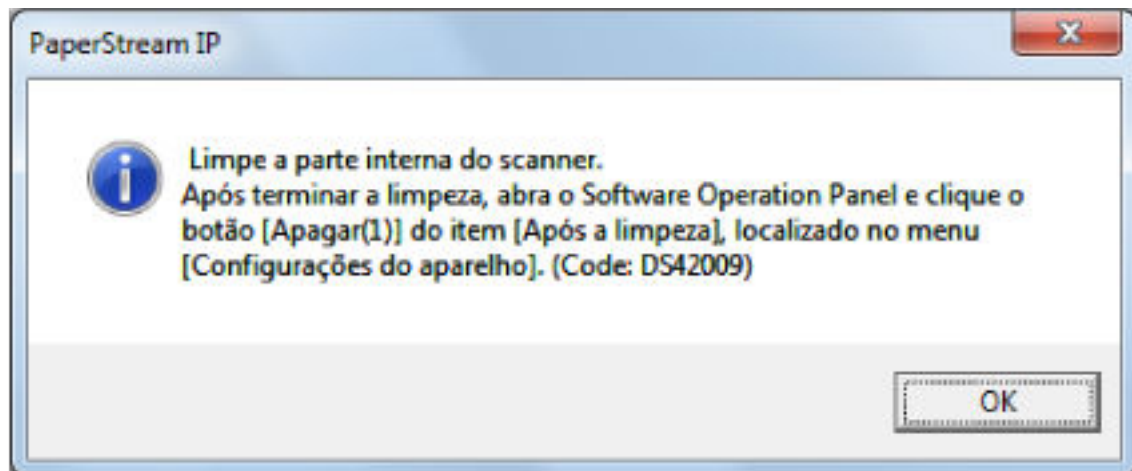 PaperStream IP
Limpe a parte interna do scanner.
Após terminar a limpeza, abra o Software Operation Panel e clique o
botão [Apagar(1)] do item [Após a limpeza], localizado no menu
[Configurações do aparelho]. (Code: DS42009)
OK